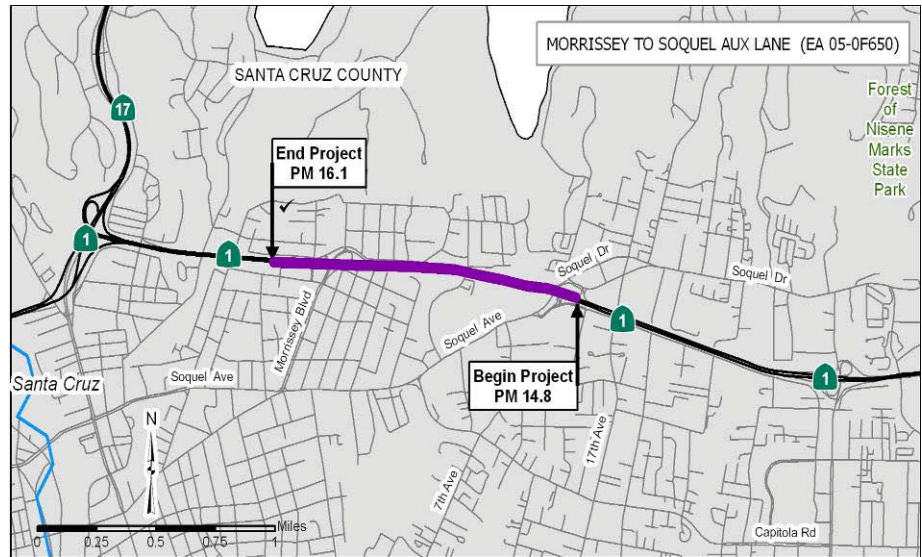 MORRISSEY TO SOQUEL AUX LANE (EA 05-0F650)
SANTA CRUZ COUNTY
Forest
of
Nisene
Marks
State
Park
17
End Project
PM 16.1
1
1
Soquel Dr
Soquel Dr
Morrissey Blvd
Soquel Ave
1
Begin Project
PM 14.8
1
Santa Cruz
Soquel Ave
N
17th Ave
7th Ave
Miles
0 0.25 0.5 0.75 1
Capitola Rd